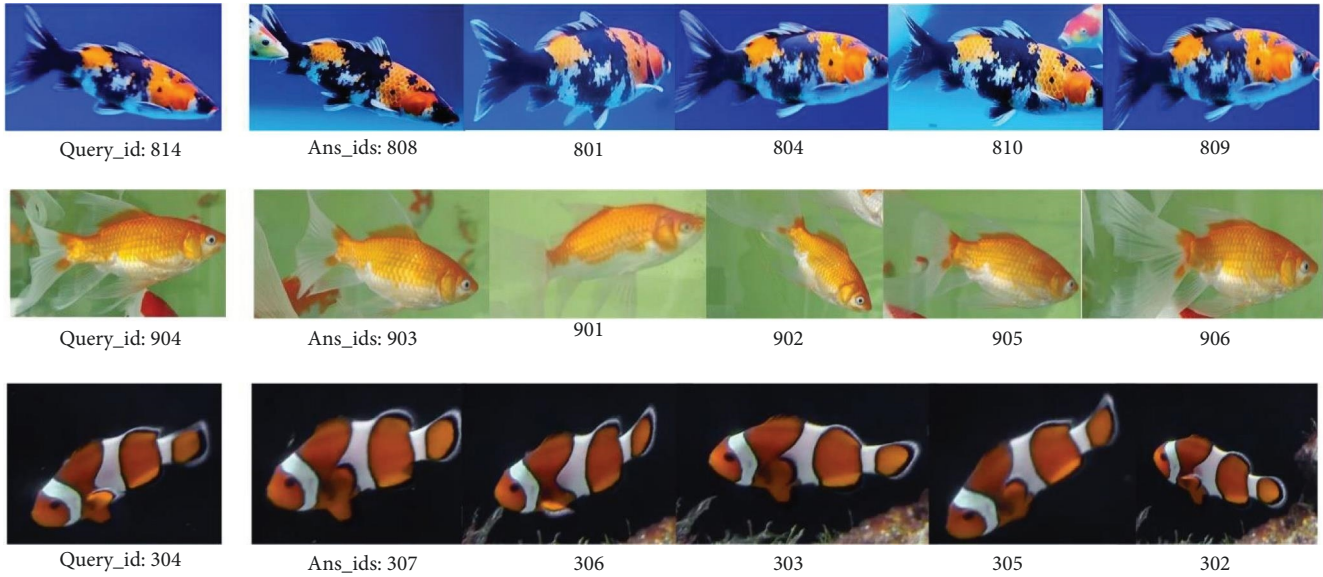 Query_id: 814 Ans_ids: 808 801 804 810 809
Query_id: 904 Ans_ids: 903 901 902 905 906
Query_id: 304 Ans_ids: 307 306 303 305 302